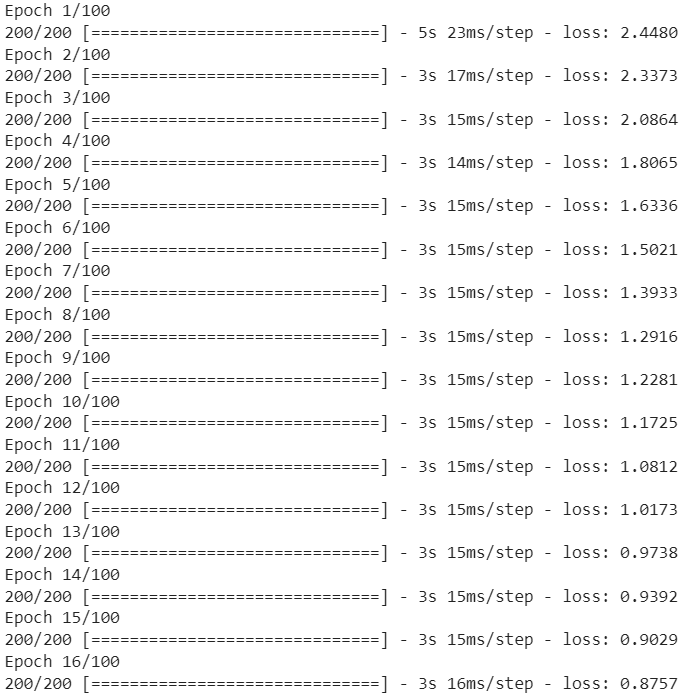 Epoch 1/100
200/200 [==============================] - 5s 23ms/step - loss: 2.4480
Epoch 2/100
200/200 [==============================] - 3s 17ms/step - loss: 2.3373
Epoch 3/100
200/200 [==============================] - 3s 15ms/step - loss: 2.0864
Epoch 4/100
200/200 [==============================] - 3s 14ms/step - loss: 1.8065
Epoch 5/100
200/200 [==============================] - 3s 15ms/step - loss: 1.6336
Epoch 6/100
200/200 [==============================] - 3s 15ms/step - loss: 1.5021
Epoch 7/100
200/200 [==============================] - 3s 15ms/step - loss: 1.3933
Epoch 8/100
200/200 [==============================] - 3s 15ms/step - loss: 1.2916
Epoch 9/100
200/200 [==============================] - 3s 15ms/step - loss: 1.2281
Epoch 10/100
200/200 [==============================] - 3s 15ms/step - loss: 1.1725
Epoch 11/100
200/200 [==============================] - 3s 15ms/step - loss: 1.0812
Epoch 12/100
200/200 [==============================] - 3s 15ms/step - loss: 1.0173
Epoch 13/100
200/200 [==============================] - 3s 15ms/step - loss: 0.9738
Epoch 14/100
200/200 [==============================] - 3s 15ms/step - loss: 0.9392
Epoch 15/100
200/200 [==============================] - 3s 15ms/step - loss: 0.9029
Epoch 16/100
200/200 [==============================] - 3s 16ms/step - loss: 0.8757